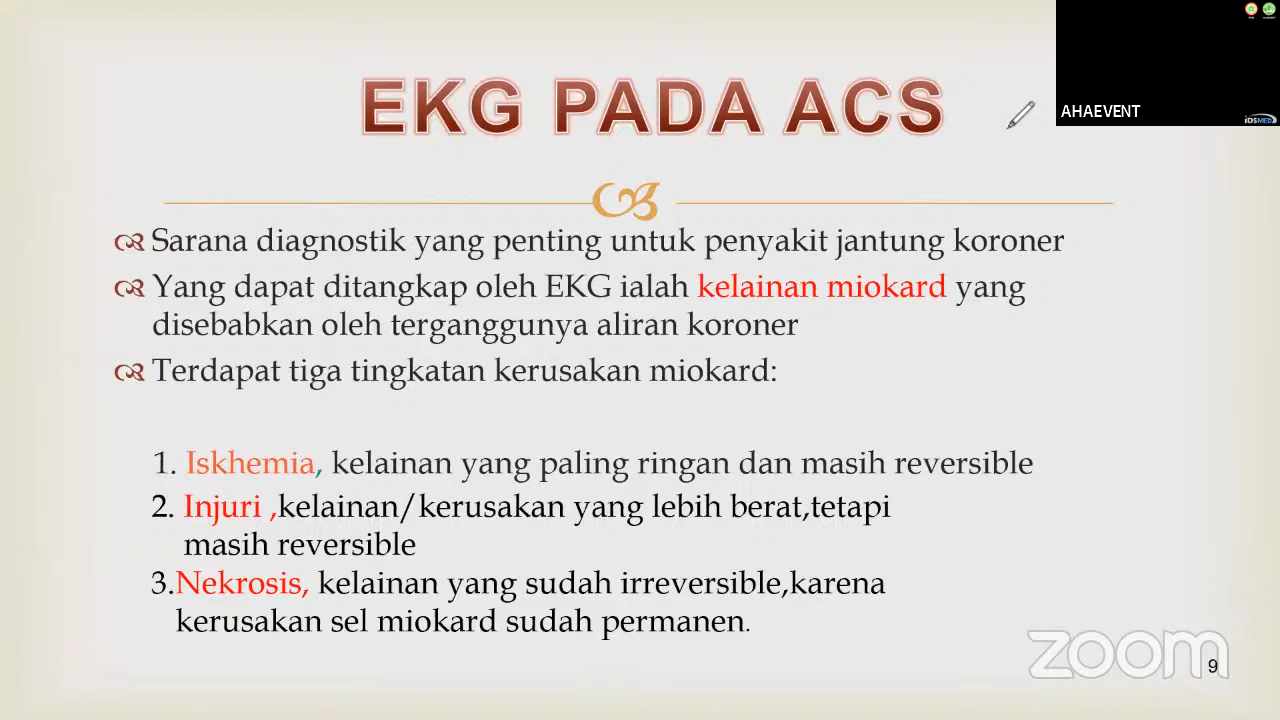 EKG PADA ACS
AHAEVENT
iDSMED
Sarana diagnostik yang penting untuk penyakit jantung koroner
Yang dapat ditangkap oleh EKG ialah kelainan miokard yang
disebabkan oleh terganggunya aliran koroner
Terdapat tiga tingkatan kerusakan miokard:
1. Iskhemia, kelainan yang paling ringan dan masih reversible
2. Injuri ,kelainan/kerusakan yang lebih berat,tetapi
masih reversible
3.Nekrosis, kelainan yang sudah irreversible,karena
kerusakan sel miokard sudah permanen.
zoom
9